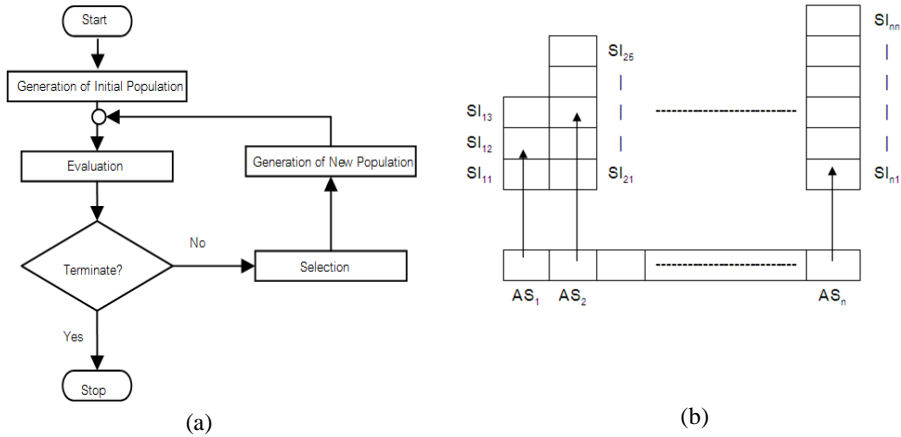 Start
Generation of Initial Population
Evaluation
Generation of New Population
Terminate?
No
Selection
Yes
Stop
(a)
SI13
SI12
SI11
SI25
SI21
SInn
SIn1
AS1
AS2
ASn
(b)